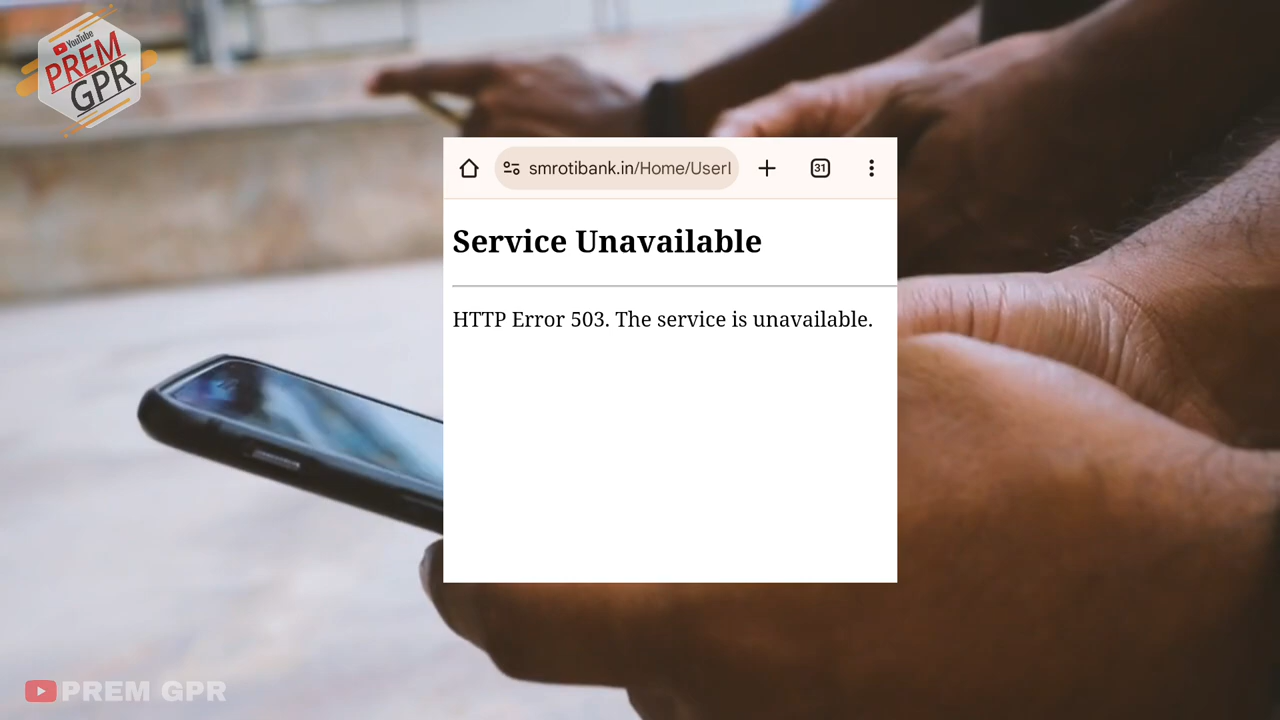 YouTube
PREM
GPR
smrotibank.in/Home/UserI
31
Service Unavailable
HTTP Error 503. The service is unavailable.
PREM GPR